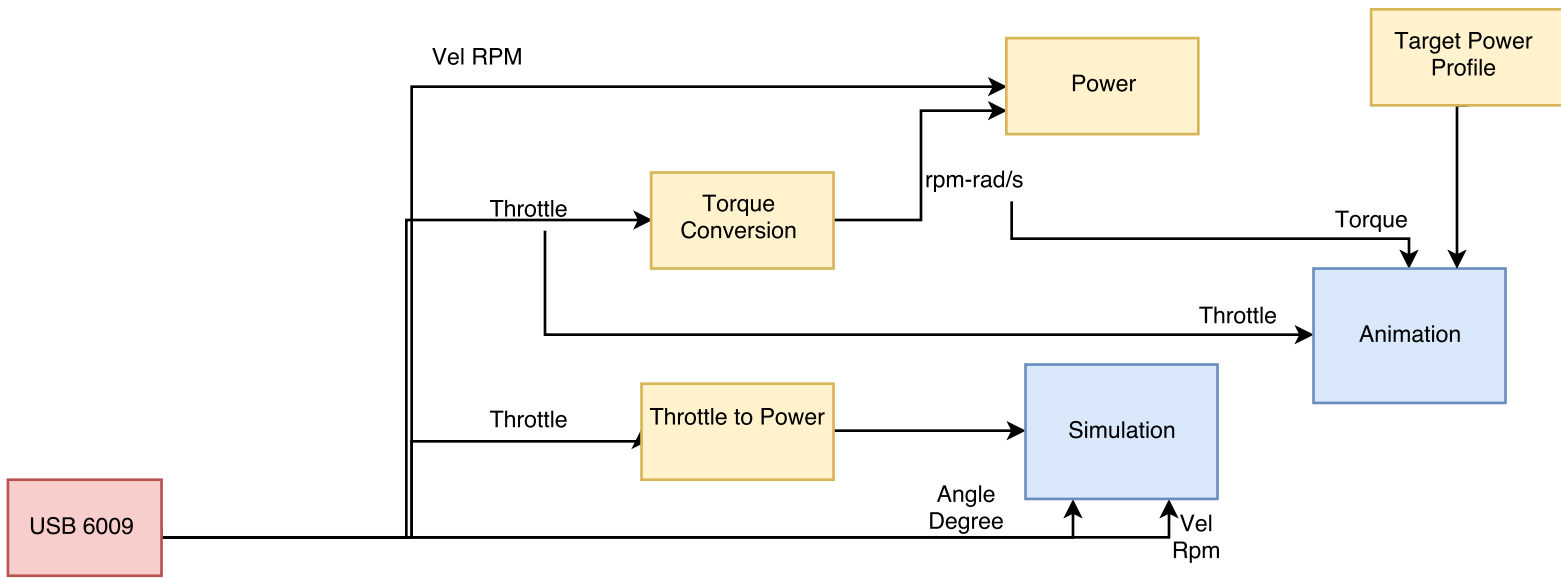 Vel RPM
Power
Target Power
Profile
Throttle
Torque
Conversion
rpm-rad/s
Torque
Throttle
Animation
Throttle
Throttle to Power
Simulation
USB 6009
Angle
Degree
Vel
Rpm